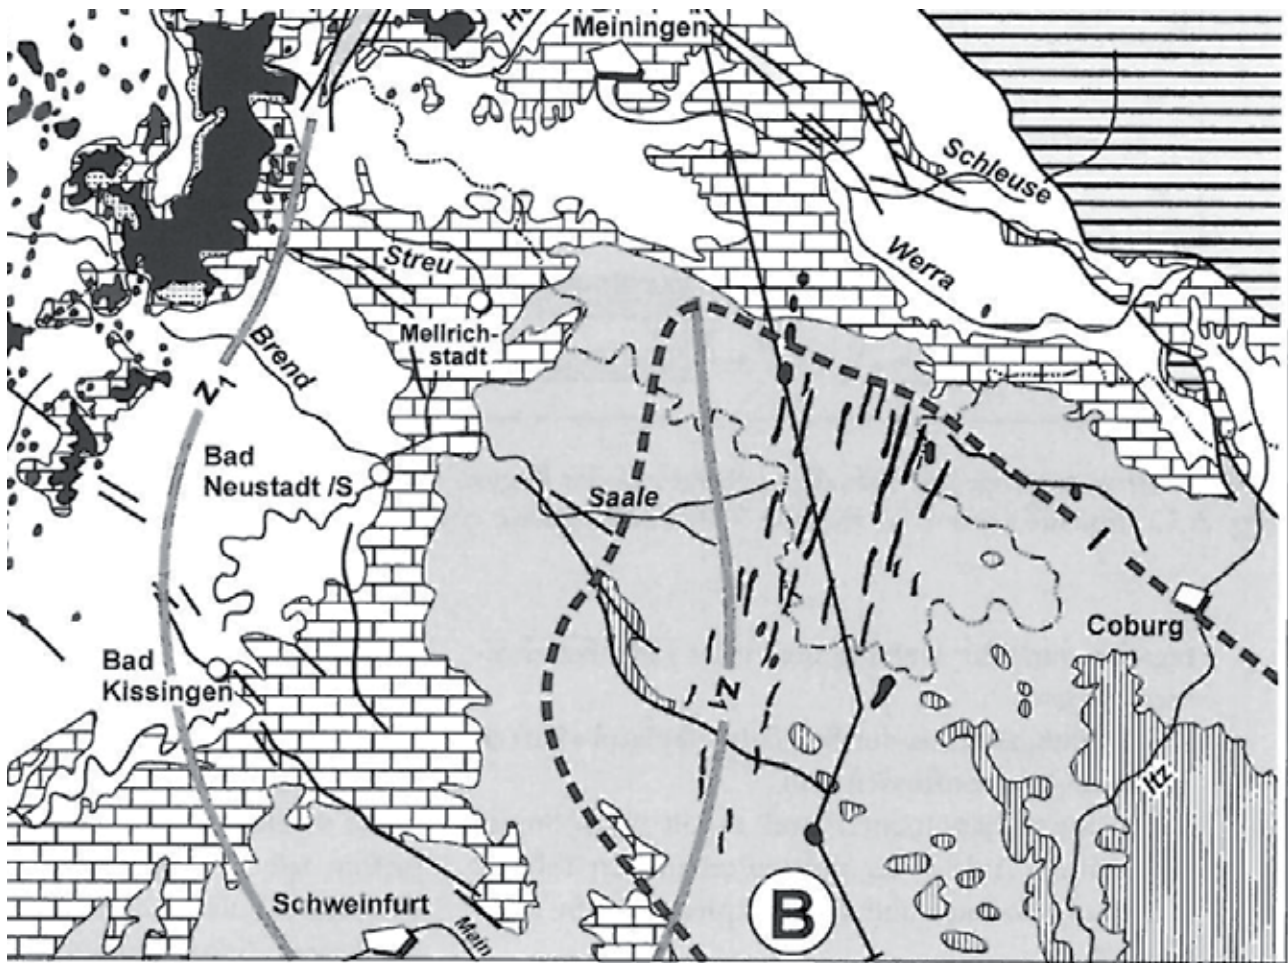 Meiningen
Schleuse
Streu
Werra
Mellrich-
stadt
Brend
Z1
Bad
Neustadt /S
Saale
Coburg
Bad
Kissingen
Z1
Itz
Schweinfurt
Main
B